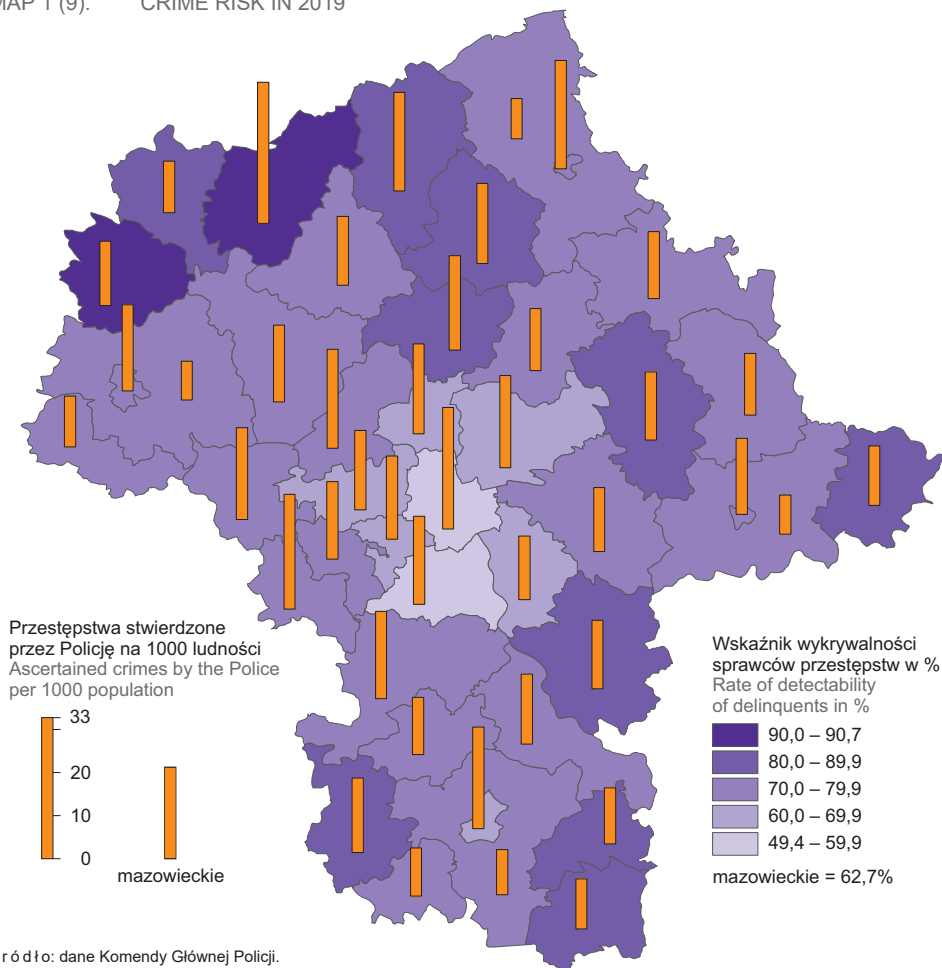 MAP 1 (9). CRIME RISK IN 2019
Przestępstwa stwierdzone
przez Policję na 1000 ludności
Ascertained crimes by the Police
per 1000 population
33
20
10
0
mazowieckie
Wskaźnik wykrywalności
sprawców przestępstw w %
Rate of detectability
of delinquents in %
90,0 – 90,7
80,0 – 89,9
70,0 – 79,9
60,0 – 69,9
49,4 – 59,9
mazowieckie = 62,7%
r ó d ł o: dane Komendy Głównej Policji.